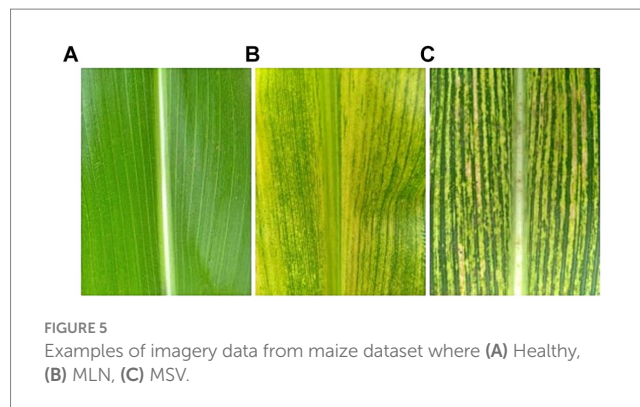 A B C
FIGURE 5
Examples of imagery data from maize dataset where (A) Healthy,
(B) MLN, (C) MSV.